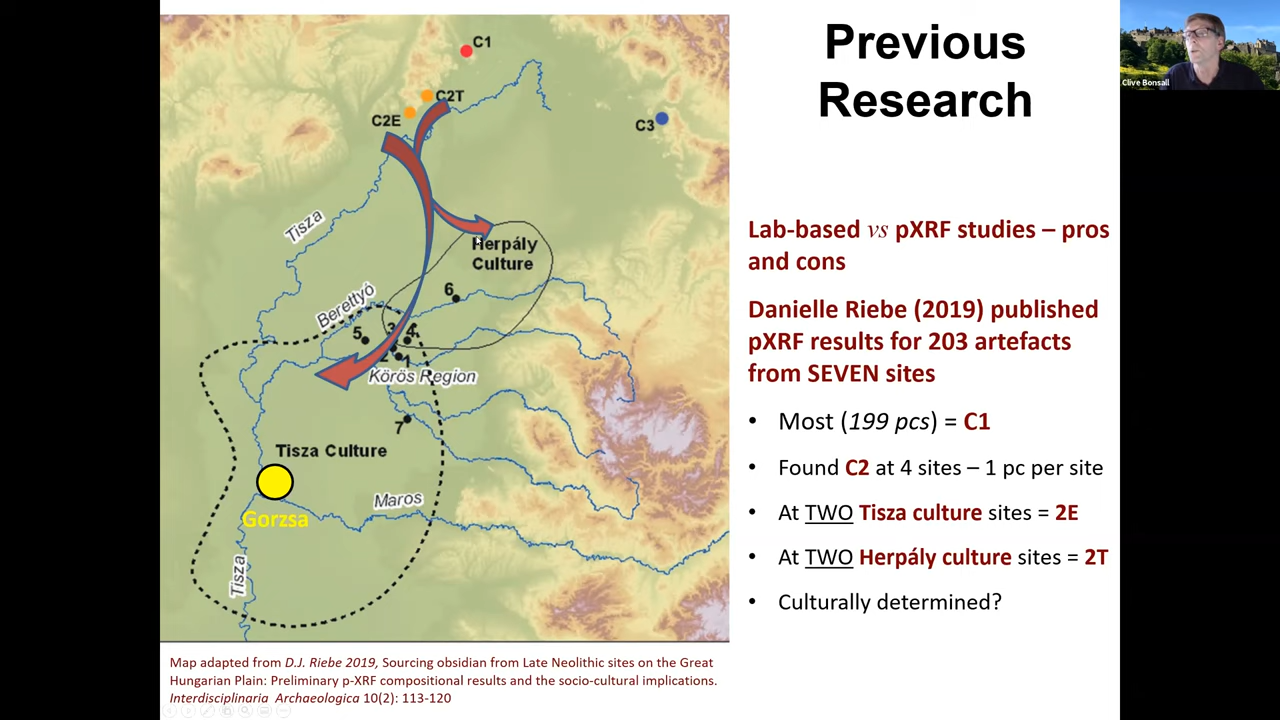 Previous
Research
Clive Bonsall
C1
C2T
C2E
C3
Tisza
Herpály
Culture
6
Berettyó
5
3
4
2
1
Körös Region
7
Tisza Culture
Gorzsa
Maros
Tisza
Lab-based vs pXRF studies – pros
and cons
Danielle Riebe (2019) published
pXRF results for 203 artefacts
from SEVEN sites
• Most (199 pcs) = C1
• Found C2 at 4 sites – 1 pc per site
• At TWO Tisza culture sites = 2E
• At TWO Herpály culture sites = 2T
• Culturally determined?
Map adapted from D.J. Riebe 2019, Sourcing obsidian from Late Neolithic sites on the Great
Hungarian Plain: Preliminary p-XRF compositional results and the socio-cultural implications.
Interdisciplinaria Archaeologica 10(2): 113-120